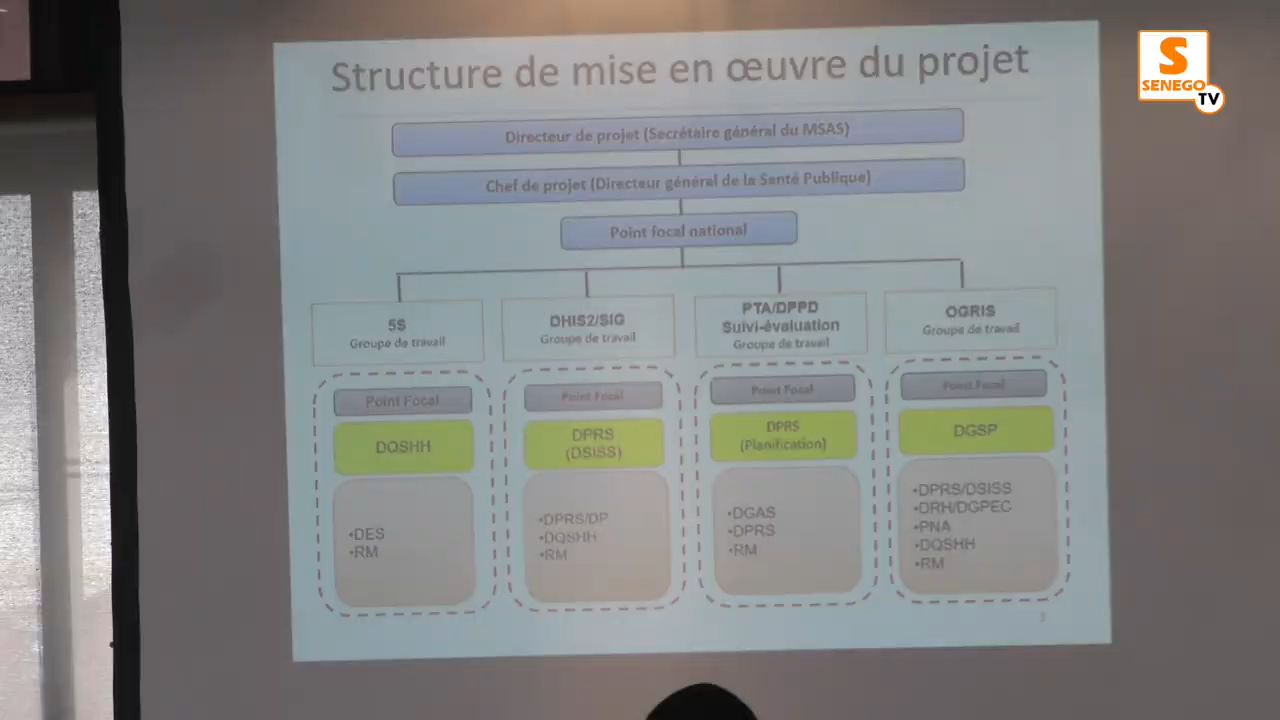 Structure de mise en œuvre du projet
SENEGO
TV
Directeur de projet (Secrétaire général du MSAS)
Chef de projet (Directeur général de la Santé Publique)
Point focal national
5S
Groupe de travail
DHIS2/SIG
Groupe de travail
PTA/DPPD
Suivi-évaluation
Groupe de travail
OGRIS
Groupe de travail
Point Focal
DQSHH
•DES
•RM
Point Focal
DPRS
(DSISS)
•DPRS/DP
•DQSHH
•RM
Point Focal
DPRS
(Planification)
•DGAS
•DPRS
•RM
Point Focal
DGSP
•DPRS/DSISS
•DRH/DGPEC
•PNA
•DQSHH
•RM
3